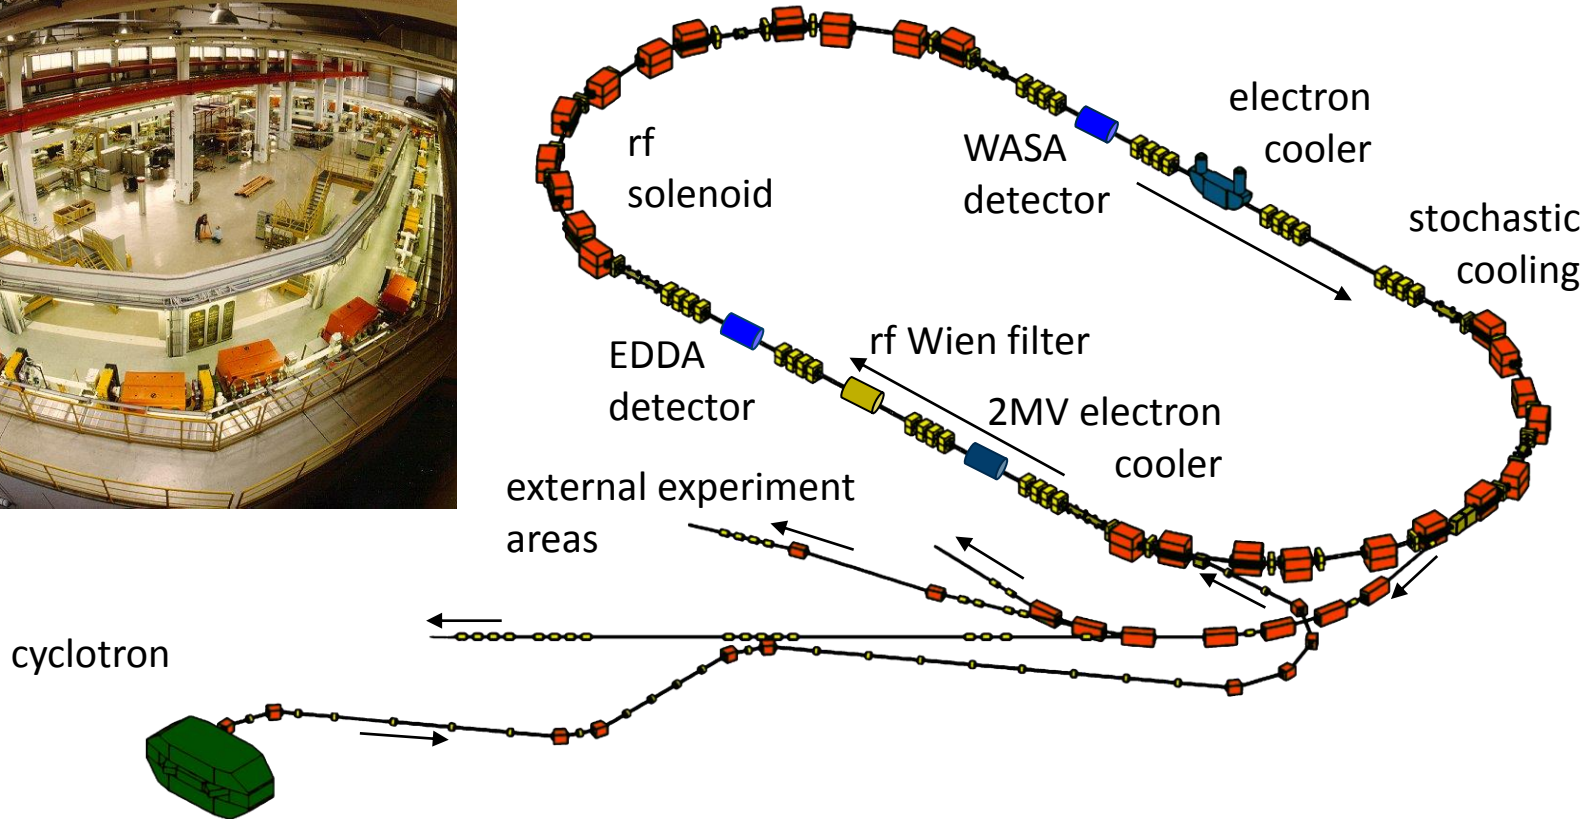 electron
cooler
rf
solenoid
WASA
detector
stochastic
cooling
EDDA
detector
rf Wien filter
2MV electron
cooler
external experiment
areas
cyclotron